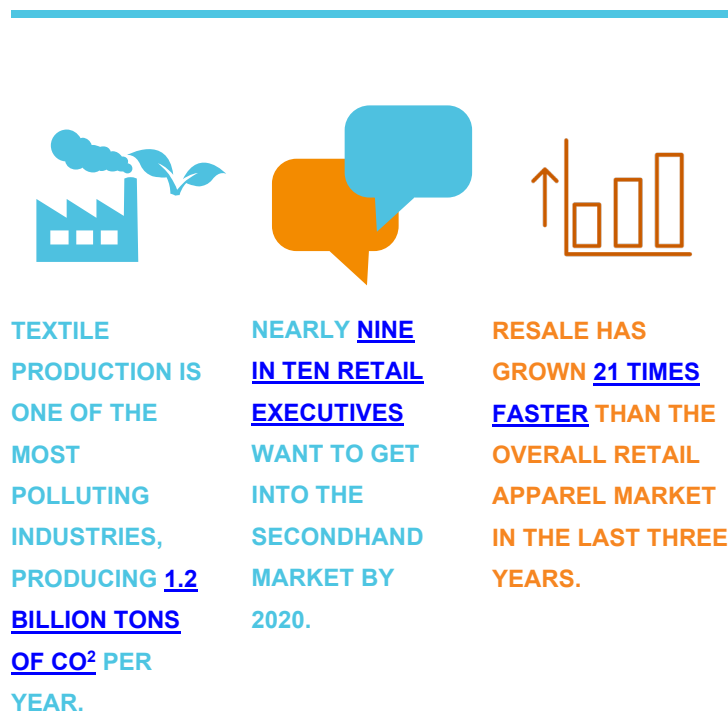 TEXTILE
PRODUCTION IS
ONE OF THE
MOST
POLLUTING
INDUSTRIES,
PRODUCING 1.2
BILLION TONS
OF CO² PER
YEAR.
NEARLY NINE
IN TEN RETAIL
EXECUTIVES
WANT TO GET
INTO THE
SECONDHAND
MARKET BY
2020.
RESALE HAS
GROWN 21 TIMES
FASTER THAN THE
OVERALL RETAIL
APPAREL MARKET
IN THE LAST THREE
YEARS.